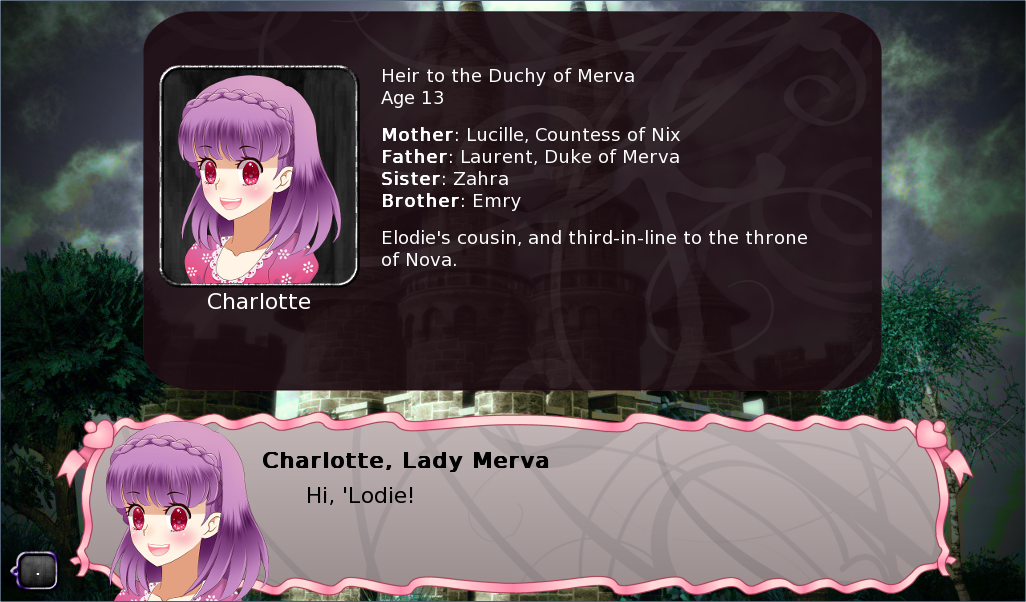 Heir to the Duchy of Merva
Age 13
Mother: Lucille, Countess of Nix
Father: Laurent, Duke of Merva
Sister: Zahra
Brother: Emry
Elodie's cousin, and third-in-line to the throne
of Nova.
Charlotte
Charlotte, Lady Merva
Hi, 'Lodie!